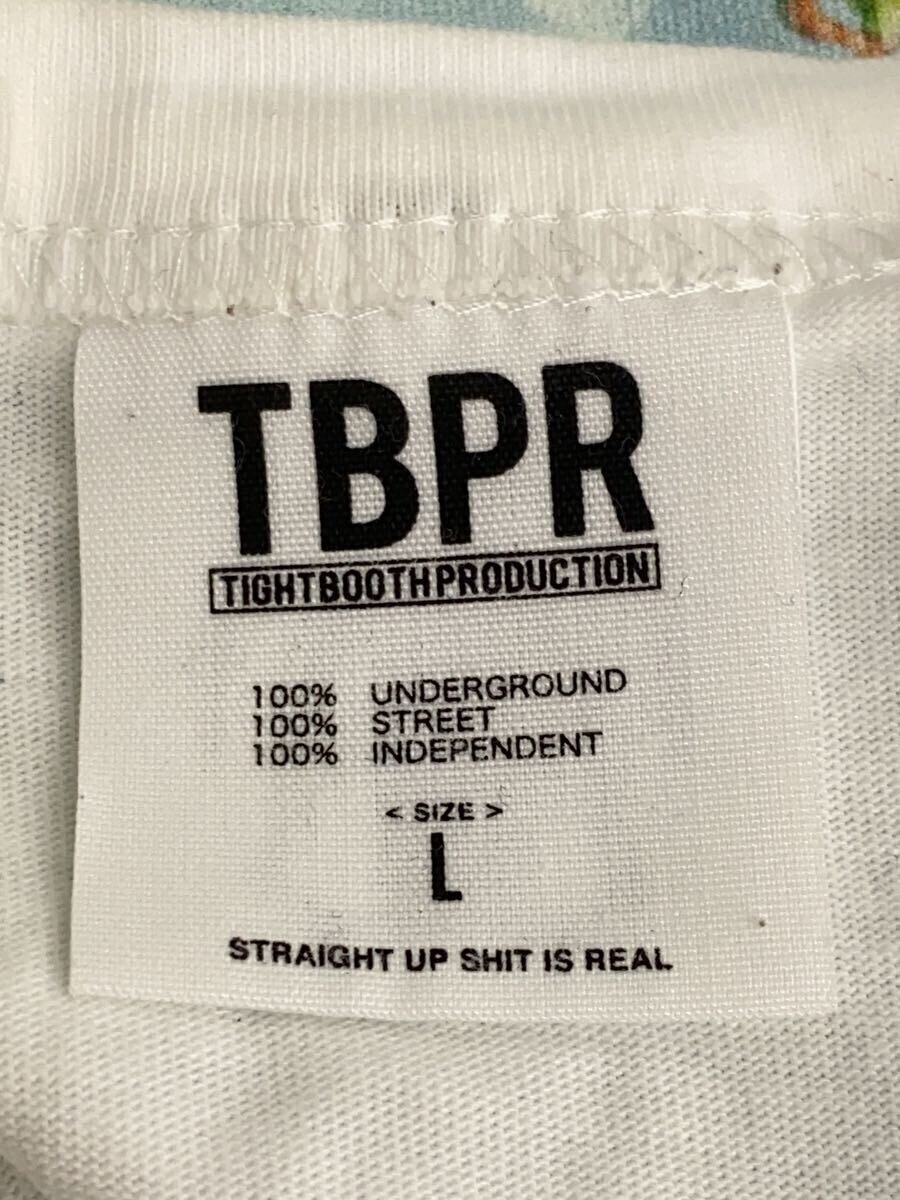 TBPR
TIGHTBOOTHPRODUCTION
100% UNDERGROUND
100% STREET
100% INDEPENDENT
< SIZE >
L
STRAIGHT UP SHIT IS REAL